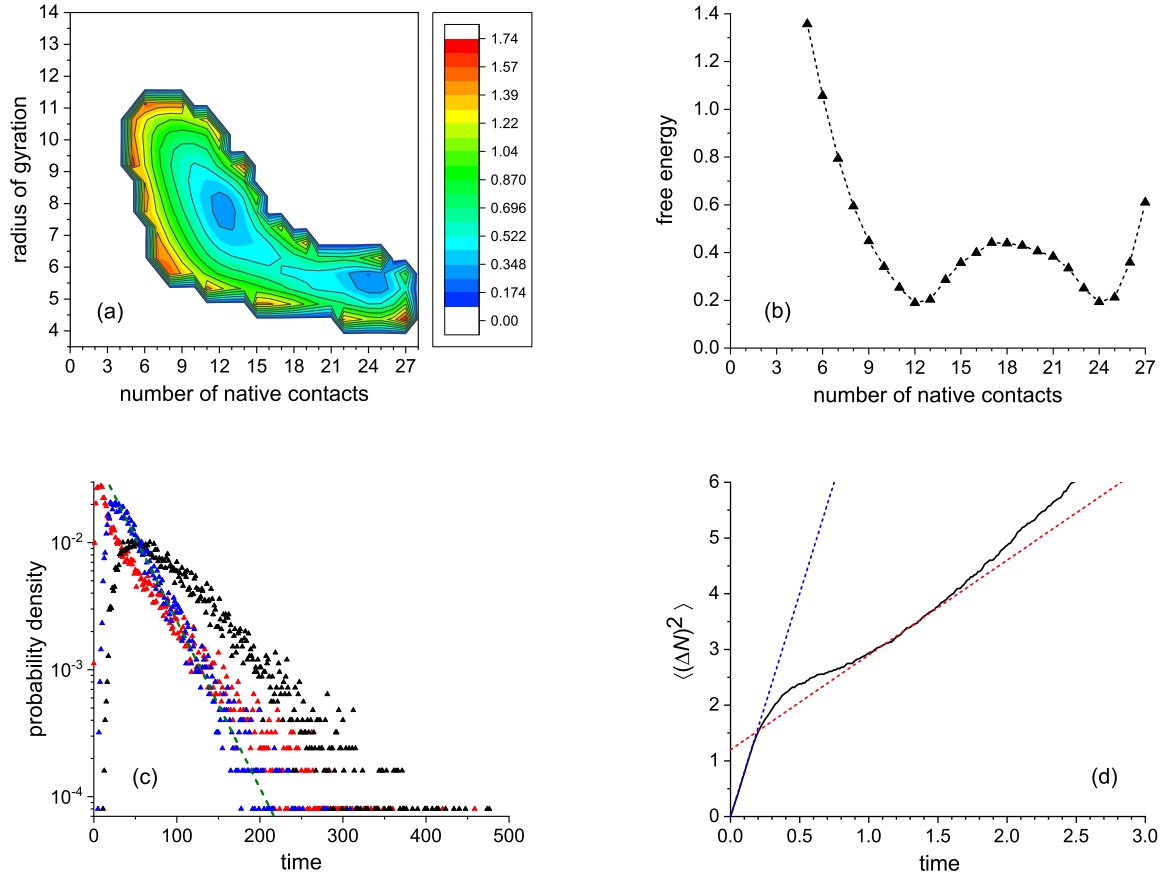 14
13
12
11
10
9
8
7
6
5
4
radius of gyration
(a)
0 3 6 9 12 15 18 21 24 27
number of native contacts
1.74
1.57
1.39
1.22
1.04
0.870
0.696
0.522
0.348
0.174
0.00
1.4
1.2
1.0
0.8
0.6
0.4
0.2
0.0
free energy
(b)
0 3 6 9 12 15 18 21 24 27
number of native contacts
10⁻²
10⁻³
10⁻⁴
probability density
(c)
0 100 200 300 400 500
time
6
5
4
3
2
1
0
⟨(ΔN)² ⟩
(d)
0.0 0.5 1.0 1.5 2.0 2.5 3.0
time